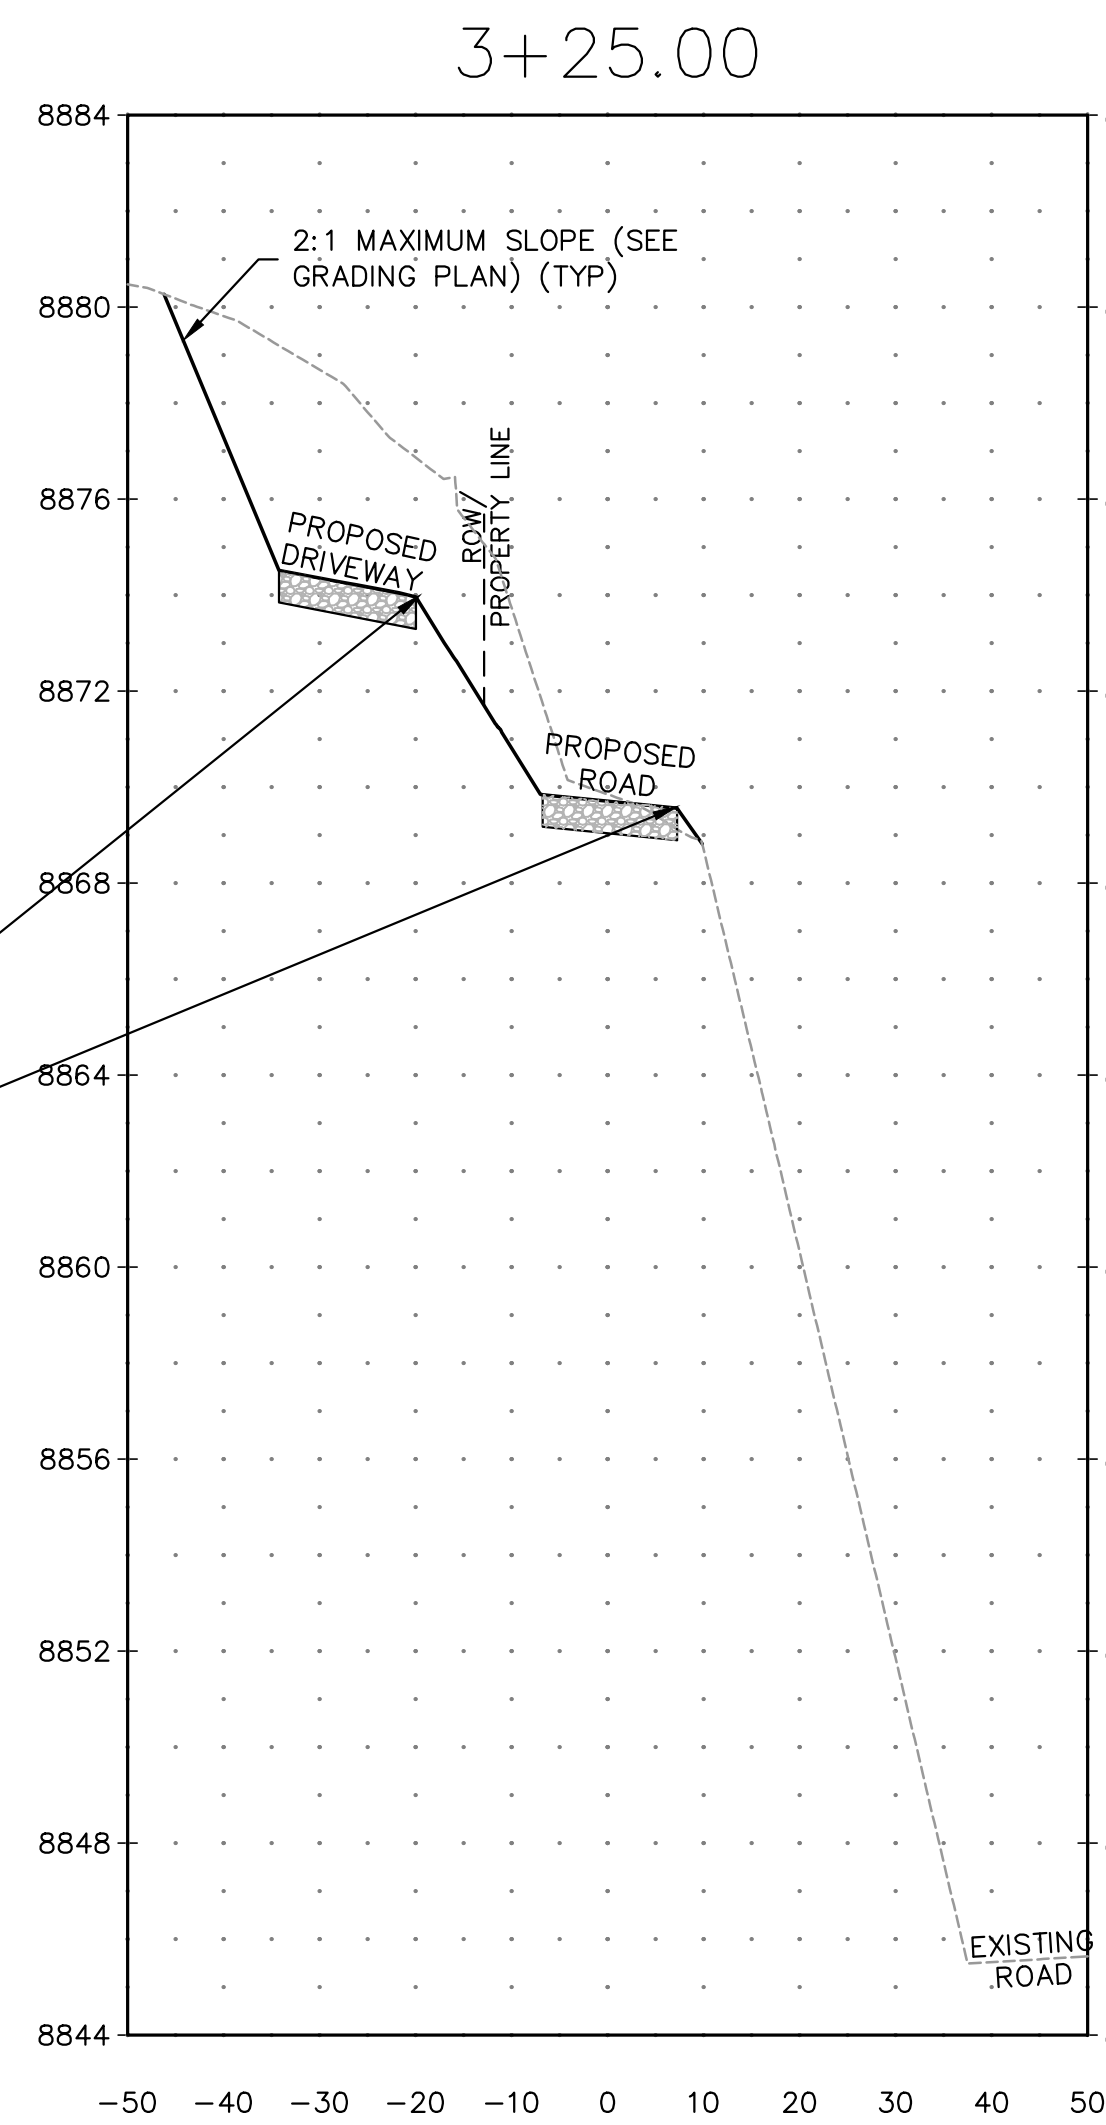 3+25.00
8884
2:1 MAXIMUM SLOPE (SEE
GRADING PLAN) (TYP)
8880
8876
ROW/
PROPERTY LINE
PROPOSED
DRIVEWAY
8872
PROPOSED
ROAD
8868
8864
8860
8856
8852
8848
EXISTING
ROAD
8844
-50 -40 -30 -20 -10 0 10 20 30 40 50